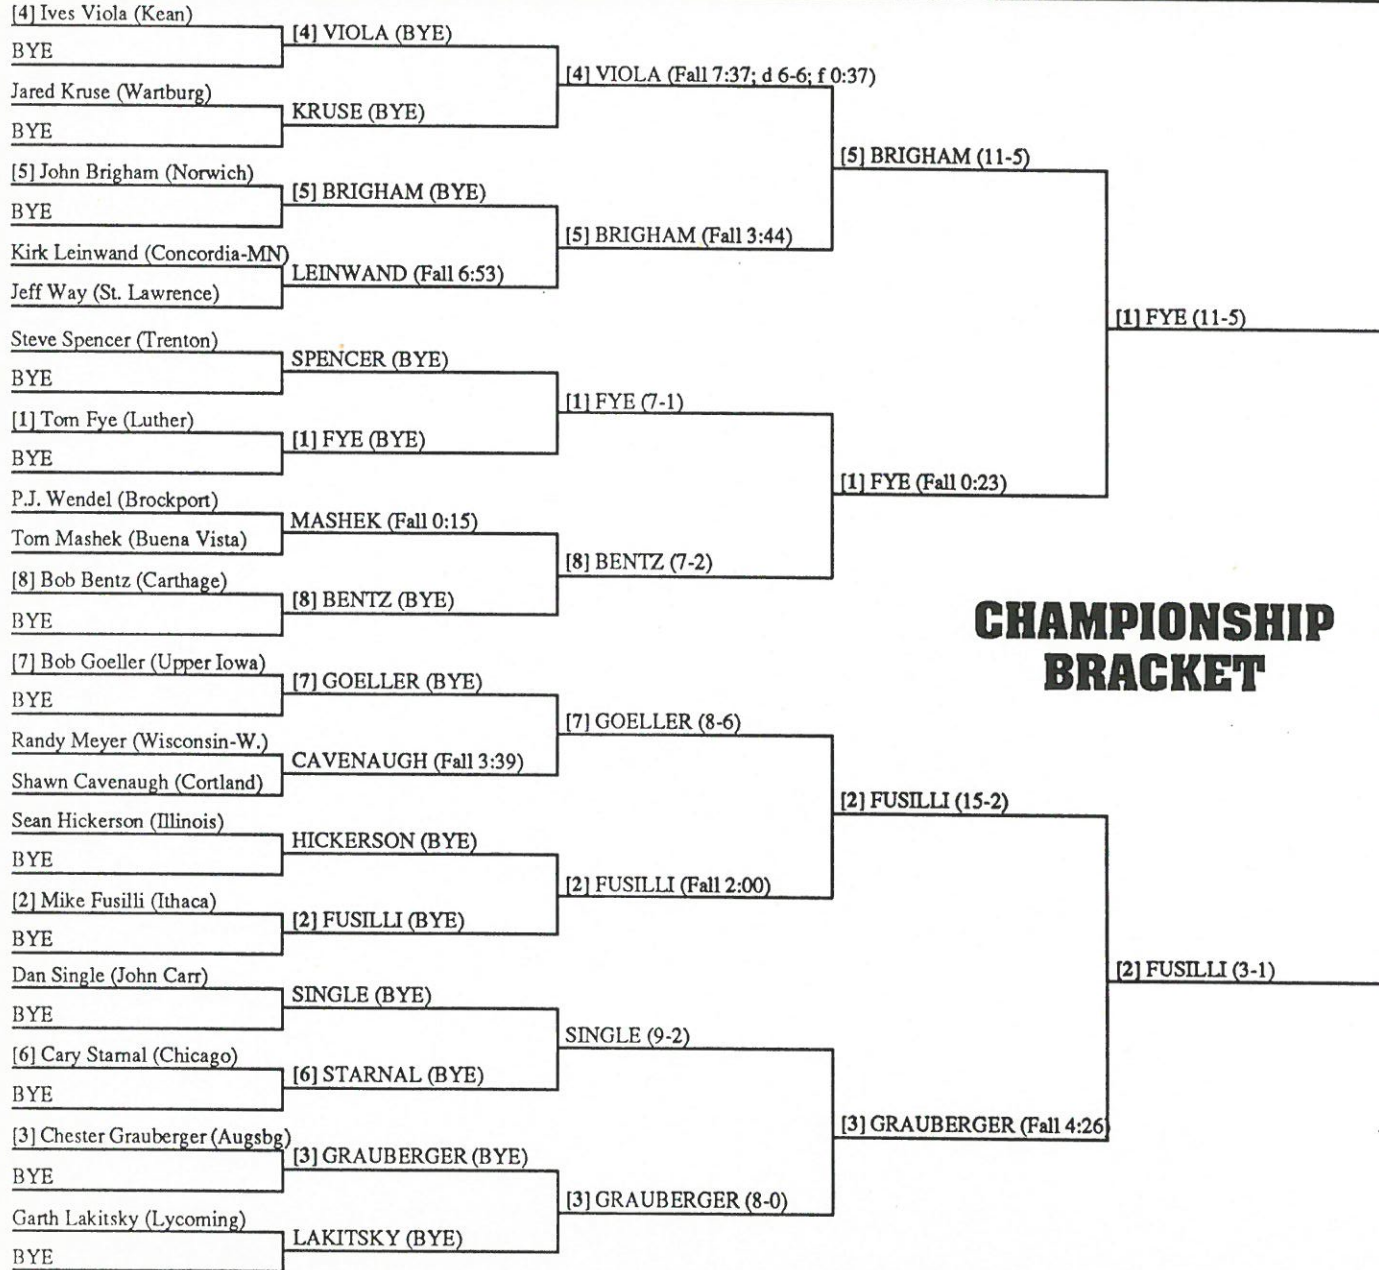 [4] Ives Viola (Kean)
BYE
Jared Kruse (Wartburg)
BYE
[5] John Brigham (Norwich)
BYE
Kirk Leinwand (Concordia-MN)
Jeff Way (St. Lawrence)
Steve Spencer (Trenton)
BYE
[1] Tom Fye (Luther)
BYE
P.J. Wendel (Brockport)
Tom Mashek (Buena Vista)
[8] Bob Bentz (Carthage)
BYE
[7] Bob Goeller (Upper Iowa)
BYE
Randy Meyer (Wisconsin-W.)
Shawn Cavenaugh (Cortland)
Sean Hickerson (Illinois)
BYE
[2] Mike Fusilli (Ithaca)
BYE
Dan Single (John Carr)
BYE
[6] Cary Starnal (Chicago)
BYE
[3] Chester Grauberger (Augsbg)
BYE
Garth Lakitsky (Lycoming)
BYE
[4] VIOLA (BYE)
KRUSE (BYE)
[5] BRIGHAM (BYE)
LEINWAND (Fall 6:53)
SPENCER (BYE)
[1] FYE (BYE)
MASHEK (Fall 0:15)
[8] BENTZ (BYE)
[7] GOELLER (BYE)
CAVENAUGH (Fall 3:39)
HICKERSON (BYE)
[2] FUSILLI (BYE)
SINGLE (BYE)
[6] STARNAL (BYE)
[3] GRAUBERGER (BYE)
LAKITSKY (BYE)
[4] VIOLA (Fall 7:37; d 6-6; f 0:37)
[5] BRIGHAM (Fall 3:44)
[1] FYE (7-1)
[8] BENTZ (7-2)
[7] GOELLER (8-6)
[2] FUSILLI (Fall 2:00)
SINGLE (9-2)
[3] GRAUBERGER (8-0)
[5] BRIGHAM (11-5)
[1] FYE (Fall 0:23)
[2] FUSILLI (15-2)
[3] GRAUBERGER (Fall 4:26)
[1] FYE (11-5)
[2] FUSILLI (3-1)
CHAMPIONSHIP
BRACKET